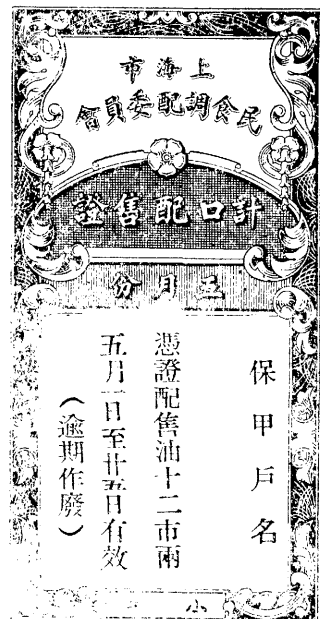 上海市
民食調配委員會
計口配售證
五月份
保甲戶名
憑證配售油十二市兩
五月一日至廿五日有效
（逾期作廢）